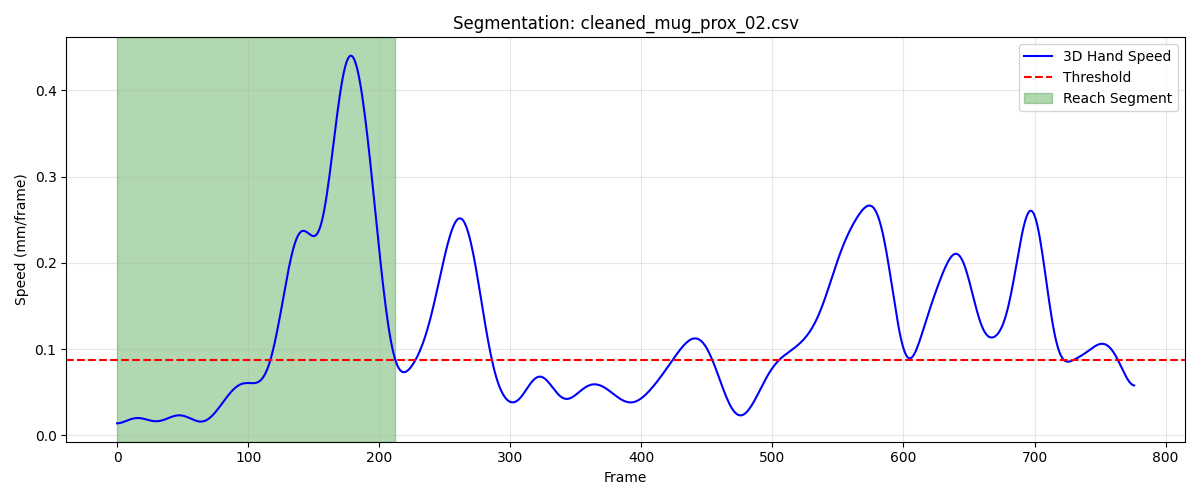 Segmentation: cleaned_mug_prox_02.csv
3D Hand Speed
Threshold
Reach Segment
Speed (mm/frame)
0.4
0.3
0.2
0.1
0.0
0 100 200 300 400 500 600 700 800
Frame